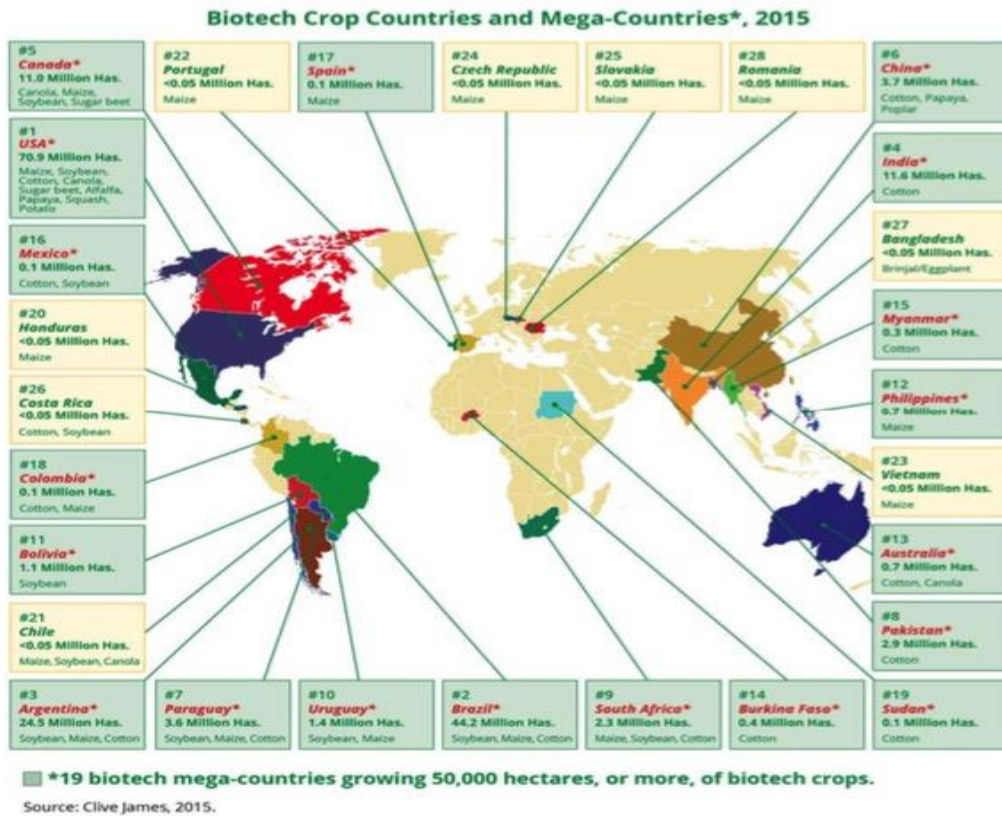 Biotech Crop Countries and Mega-Countries*, 2015
#5
Canada*
11.0 Million Has.
Canola, Maize,
Soybean, Sugar beet
#22
Portugal
<0.05 Million Has.
Maize
#17
Spain*
0.1 Million Has.
Maize
#24
Czech Republic
<0.05 Million Has.
Maize
#25
Slovakia
<0.05 Million Has.
Maize
#28
Romania
<0.05 Million Has.
Maize
#6
China*
3.7 Million Has.
Cotton, Papaya,
Poplar
#1
USA*
70.9 Million Has.
Maize, Soybean,
Cotton, Canola,
Sugar beet, Alfalfa,
Papaya, Squash,
Potato
#4
India*
11.6 Million Has.
Cotton
#16
Mexico*
0.1 Million Has.
Cotton, Soybean
#27
Bangladesh
<0.05 Million Has.
Brinjal/Eggplant
#20
Honduras
<0.05 Million Has.
Maize
#15
Myanmar*
0.3 Million Has.
Cotton
#26
Costa Rica
<0.05 Million Has.
Cotton, Soybean
#12
Philippines*
0.7 Million Has.
Maize
#18
Colombia*
0.1 Million Has.
Cotton, Maize
#23
Vietnam
<0.05 Million Has.
Maize
#11
Bolivia*
1.1 Million Has.
Soybean
#13
Australia*
0.7 Million Has.
Cotton, Canola
#21
Chile
<0.05 Million Has.
Maize, Soybean, Canola
#8
Pakistan*
2.9 Million Has.
Cotton
#3
Argentina*
24.5 Million Has.
Soybean, Maize, Cotton
#7
Paraguay*
3.6 Million Has.
Soybean, Maize, Cotton
#10
Uruguay*
1.4 Million Has.
Soybean, Maize
#2
Brazil*
44.2 Million Has.
Soybean, Maize, Cotton
#9
South Africa*
2.3 Million Has.
Maize, Soybean, Cotton
#14
Burkina Faso*
0.4 Million Has.
Cotton
#19
Sudan*
0.1 Million Has.
Cotton
*19 biotech mega-countries growing 50,000 hectares, or more, of biotech crops.
Source: Clive James, 2015.